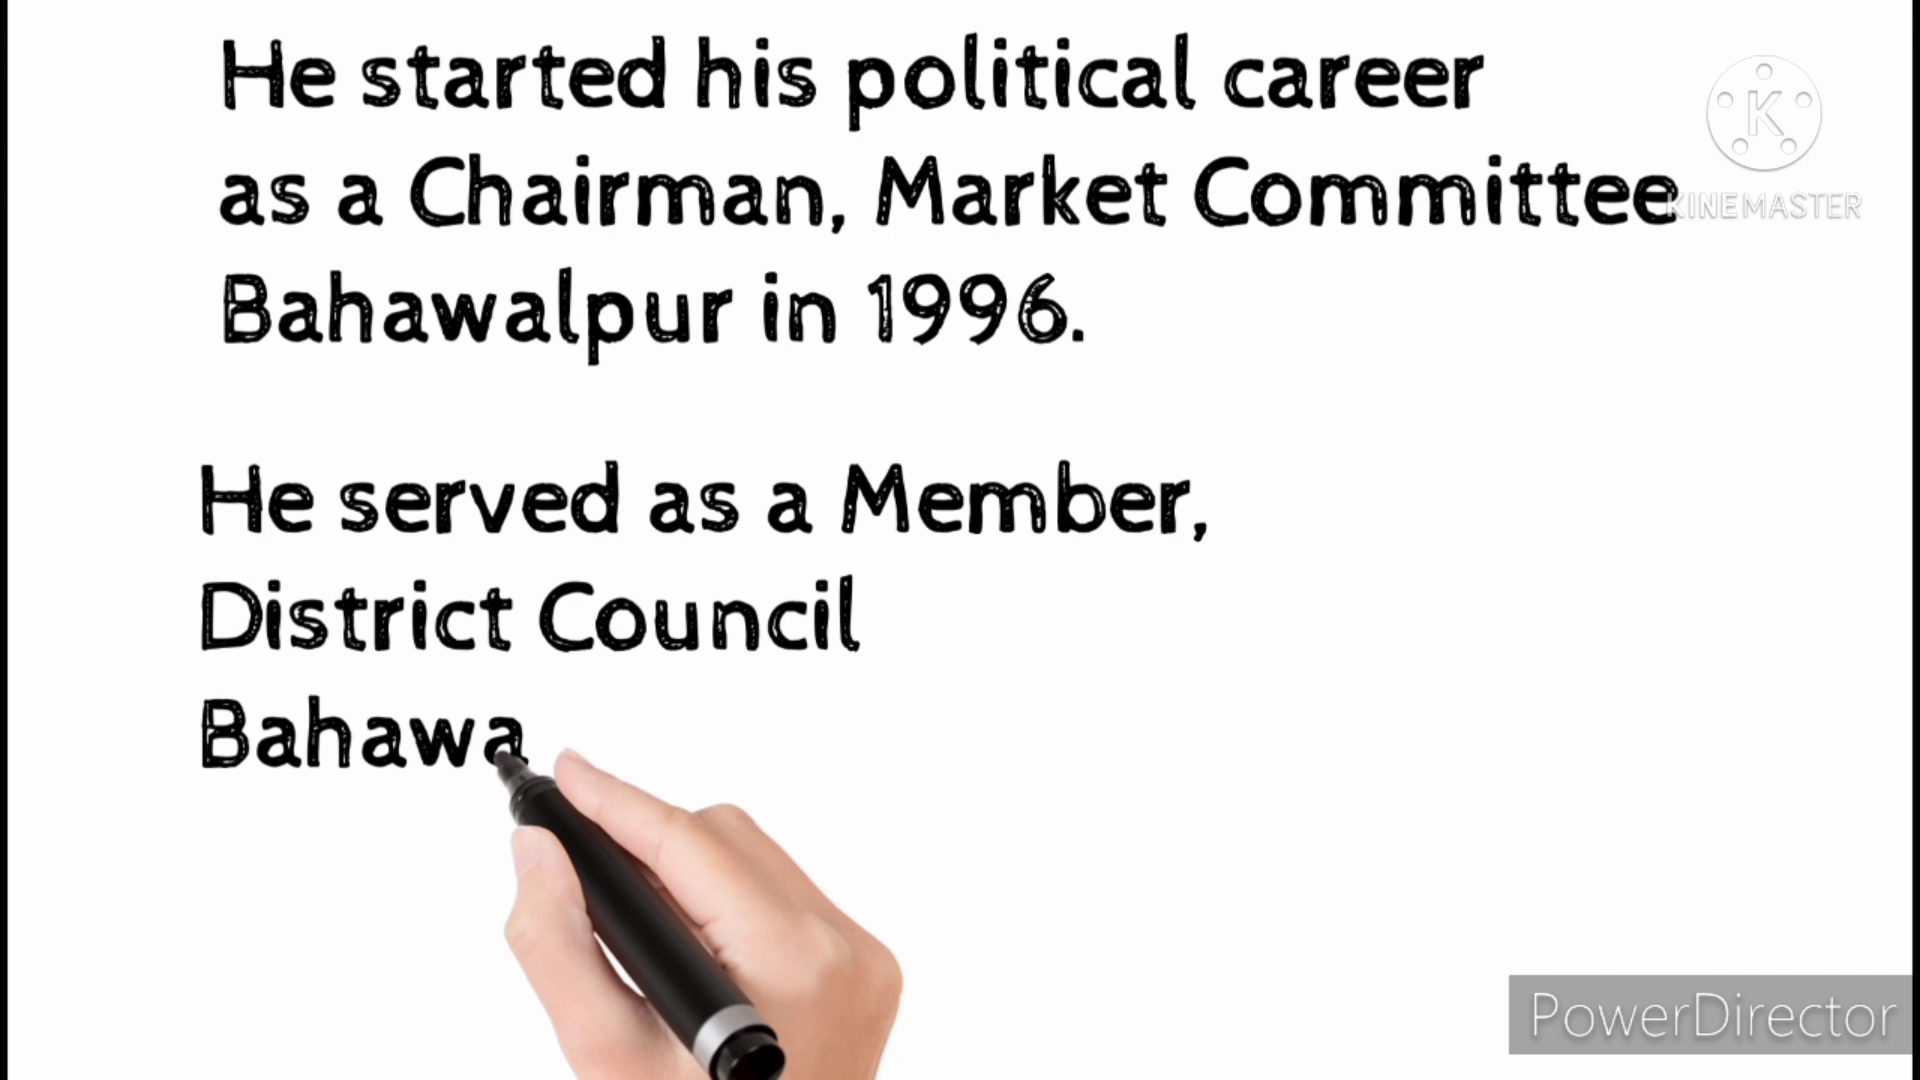 He started his political career
as a Chairman, Market Committee
Bahawalpur in 1996.
He served as a Member,
District Council
Bahawa
K
KINEMASTER
PowerDirector